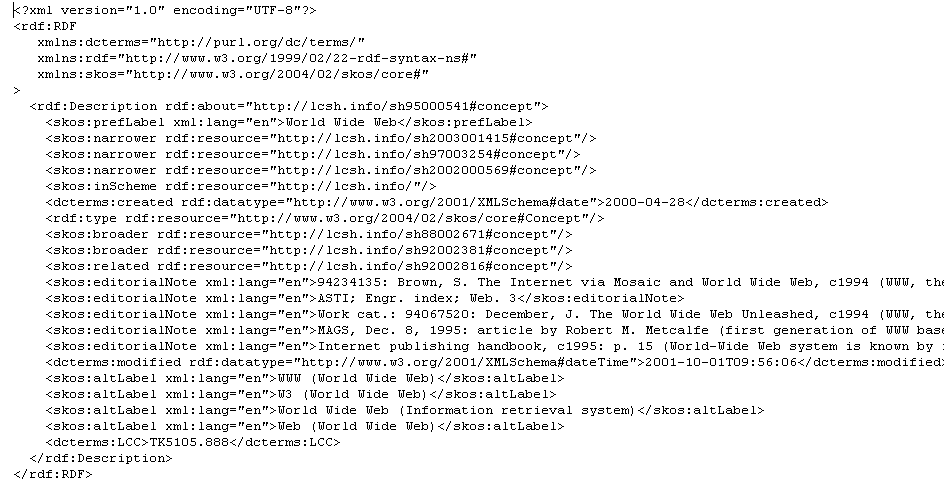 <?xml version="1.0" encoding="UTF-8"?>
<rdf:RDF
xmlns:dcterms="http://purl.org/dc/terms/"
xmlns:rdf="http://www.w3.org/1999/02/22-rdf-syntax-ns#"
xmlns:skos="http://www.w3.org/2004/02/skos/core#"
>
<rdf:Description rdf:about="http://lcsh.info/sh95000541#concept">
<skos:prefLabel xml:lang="en">World Wide Web</skos:prefLabel>
<skos:narrower rdf:resource="http://lcsh.info/sh2003001415#concept"/>
<skos:narrower rdf:resource="http://lcsh.info/sh97003254#concept"/>
<skos:narrower rdf:resource="http://lcsh.info/sh2002000569#concept"/>
<skos:inScheme rdf:resource="http://lcsh.info/"/>
<dcterms:created rdf:datatype="http://www.w3.org/2001/XMLSchema#date">2000-04-28</dcterms:created>
<rdf:type rdf:resource="http://www.w3.org/2004/02/skos/core#Concept"/>
<skos:broader rdf:resource="http://lcsh.info/sh88002671#concept"/>
<skos:broader rdf:resource="http://lcsh.info/sh92002381#concept"/>
<skos:related rdf:resource="http://lcsh.info/sh92002816#concept"/>
<skos:editorialNote xml:lang="en">94234135: Brown, S. The Internet via Mosaic and World Wide Web, c1994 (WWW, the
<skos:editorialNote xml:lang="en">ASTI; Engr. index; Web. 3</skos:editorialNote>
<skos:editorialNote xml:lang="en">Work cat.: 94067520: December, J. The World Wide Web Unleashed, c1994 (WWW, the
<skos:editorialNote xml:lang="en">MAGS, Dec. 8, 1995: article by Robert M. Metcalfe (first generation of WWW base
<skos:editorialNote xml:lang="en">Internet publishing handbook, c1995: p. 15 (World-Wide Web system is known by
<dcterms:modified rdf:datatype="http://www.w3.org/2001/XMLSchema#dateTime">2001-10-01T09:56:06</dcterms:modified>
<skos:altLabel xml:lang="en">WWW (World Wide Web)</skos:altLabel>
<skos:altLabel xml:lang="en">W3 (World Wide Web)</skos:altLabel>
<skos:altLabel xml:lang="en">World Wide Web (Information retrieval system)</skos:altLabel>
<skos:altLabel xml:lang="en">Web (World Wide Web)</skos:altLabel>
<dcterms:LCC>TK5105.888</dcterms:LCC>
</rdf:Description>
</rdf:RDF>